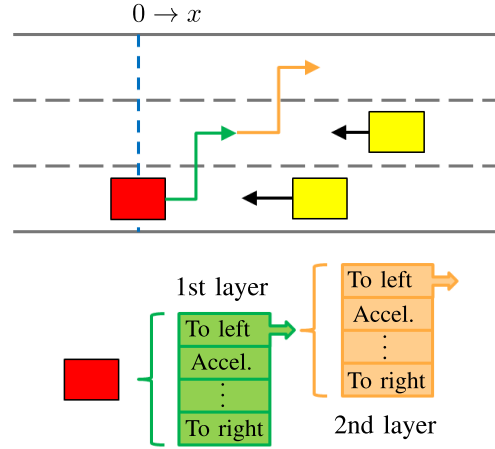 0 → x
1st layer
To left
Accel.
⋮
To right
To left
Accel.
⋮
To right
2nd layer